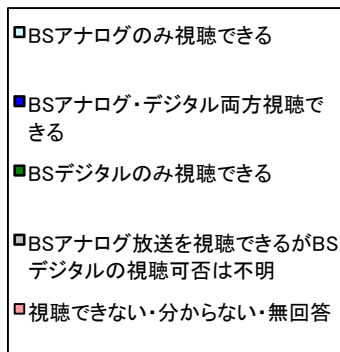 BSアナログのみ視聴できる
BSアナログ・デジタル両方視聴で
きる
BSデジタルのみ視聴できる
BSアナログ放送を視聴できるがBS
デジタルの視聴可否は不明
視聴できない・分からない・無回答